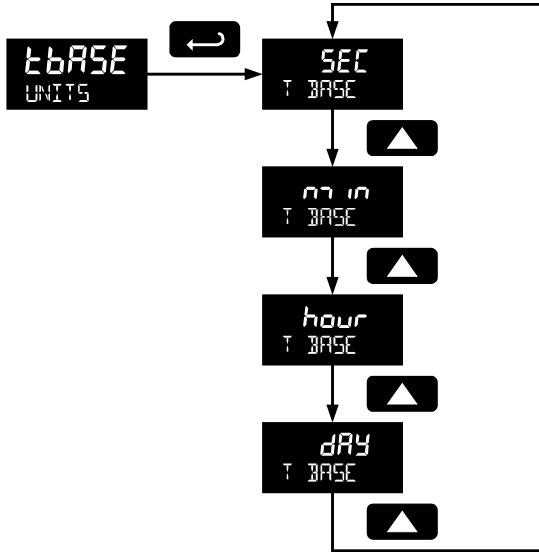 tbASE
UNITS
SEC
T BASE
min
T BASE
hour
T BASE
dAY
T BASE